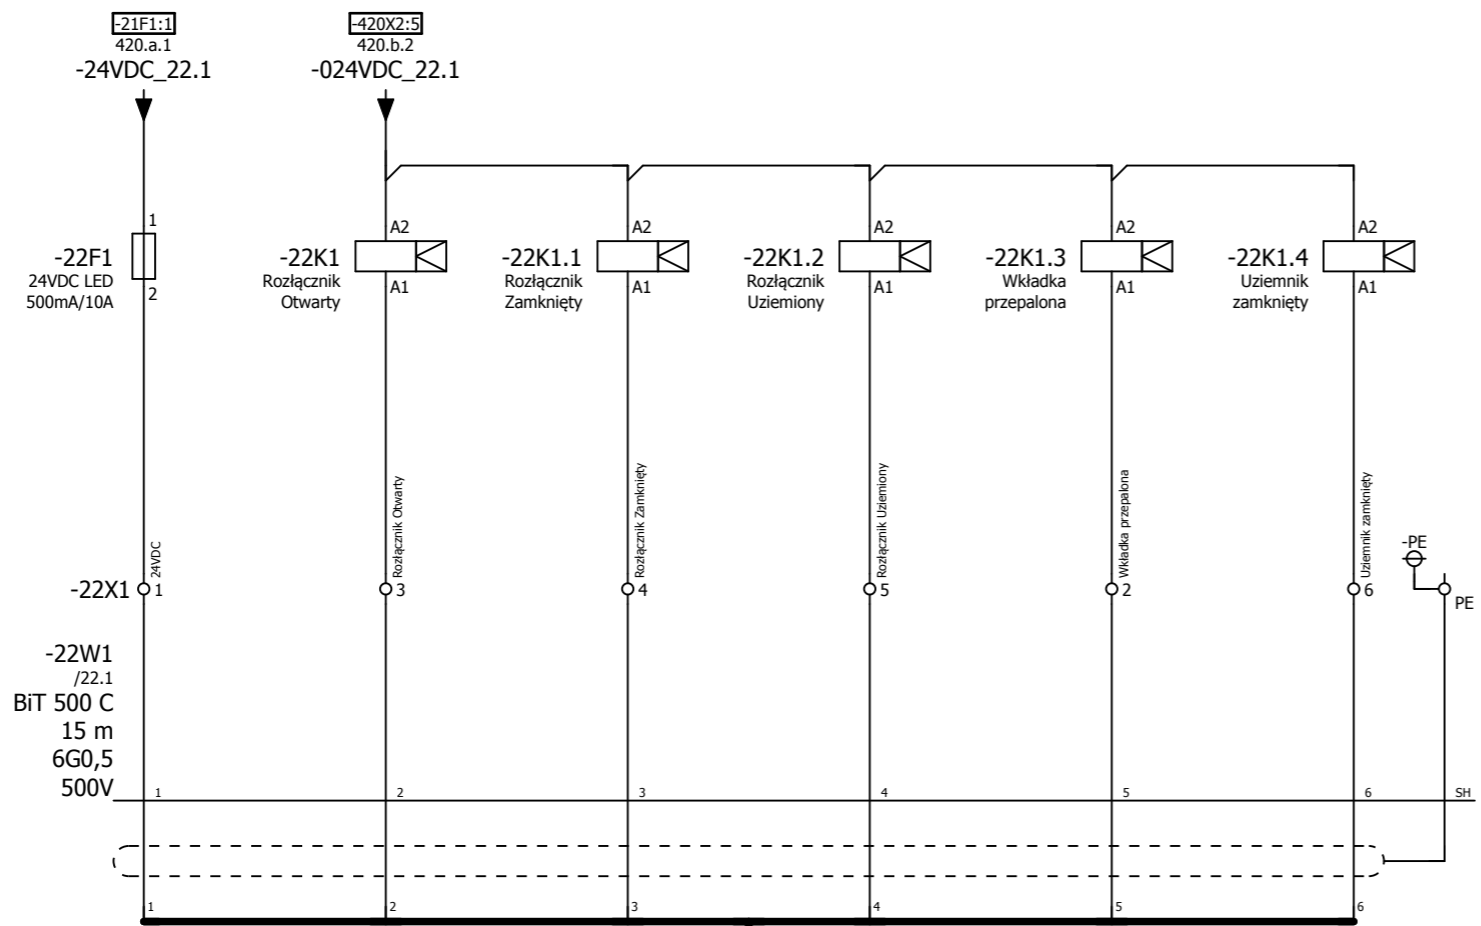 -21F1:1
420.a.1
-24VDC_22.1
-420X2:5
420.b.2
-024VDC_22.1
1
-22F1
24VDC LED
500mA/10A
2
A2
-22K1
Rozłącznik
Otwarty
A1
A2
-22K1.1
Rozłącznik
Zamknięty
A1
A2
-22K1.2
Rozłącznik
Uziemiony
A1
A2
-22K1.3
Wkładka
przepalona
A1
A2
-22K1.4
Uziemnik
zamknięty
A1
24VDC
Rozłącznik Otwarty
Rozłącznik Zamknięty
Rozłącznik Uziemiony
Wkładka przepalona
Uziemnik zamknięty
-PE
-22X1
1
3
4
5
2
6
PE
-22W1
/22.1
BiT 500 C
15 m
6G0,5
500V
1
2
3
4
5
6
SH
1
2
3
4
5
6